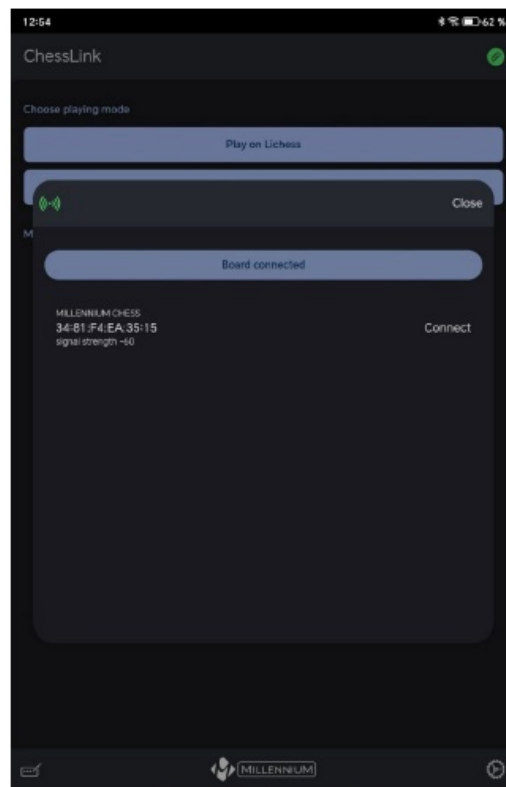 12:54
62 %
ChessLink
Choose playing mode
Play on Lichess
Close
M
Board connected
MILLENNIUM CHESS
34:81:F4:EA:35:15
Connect
signal strength -60
MILLENNIUM